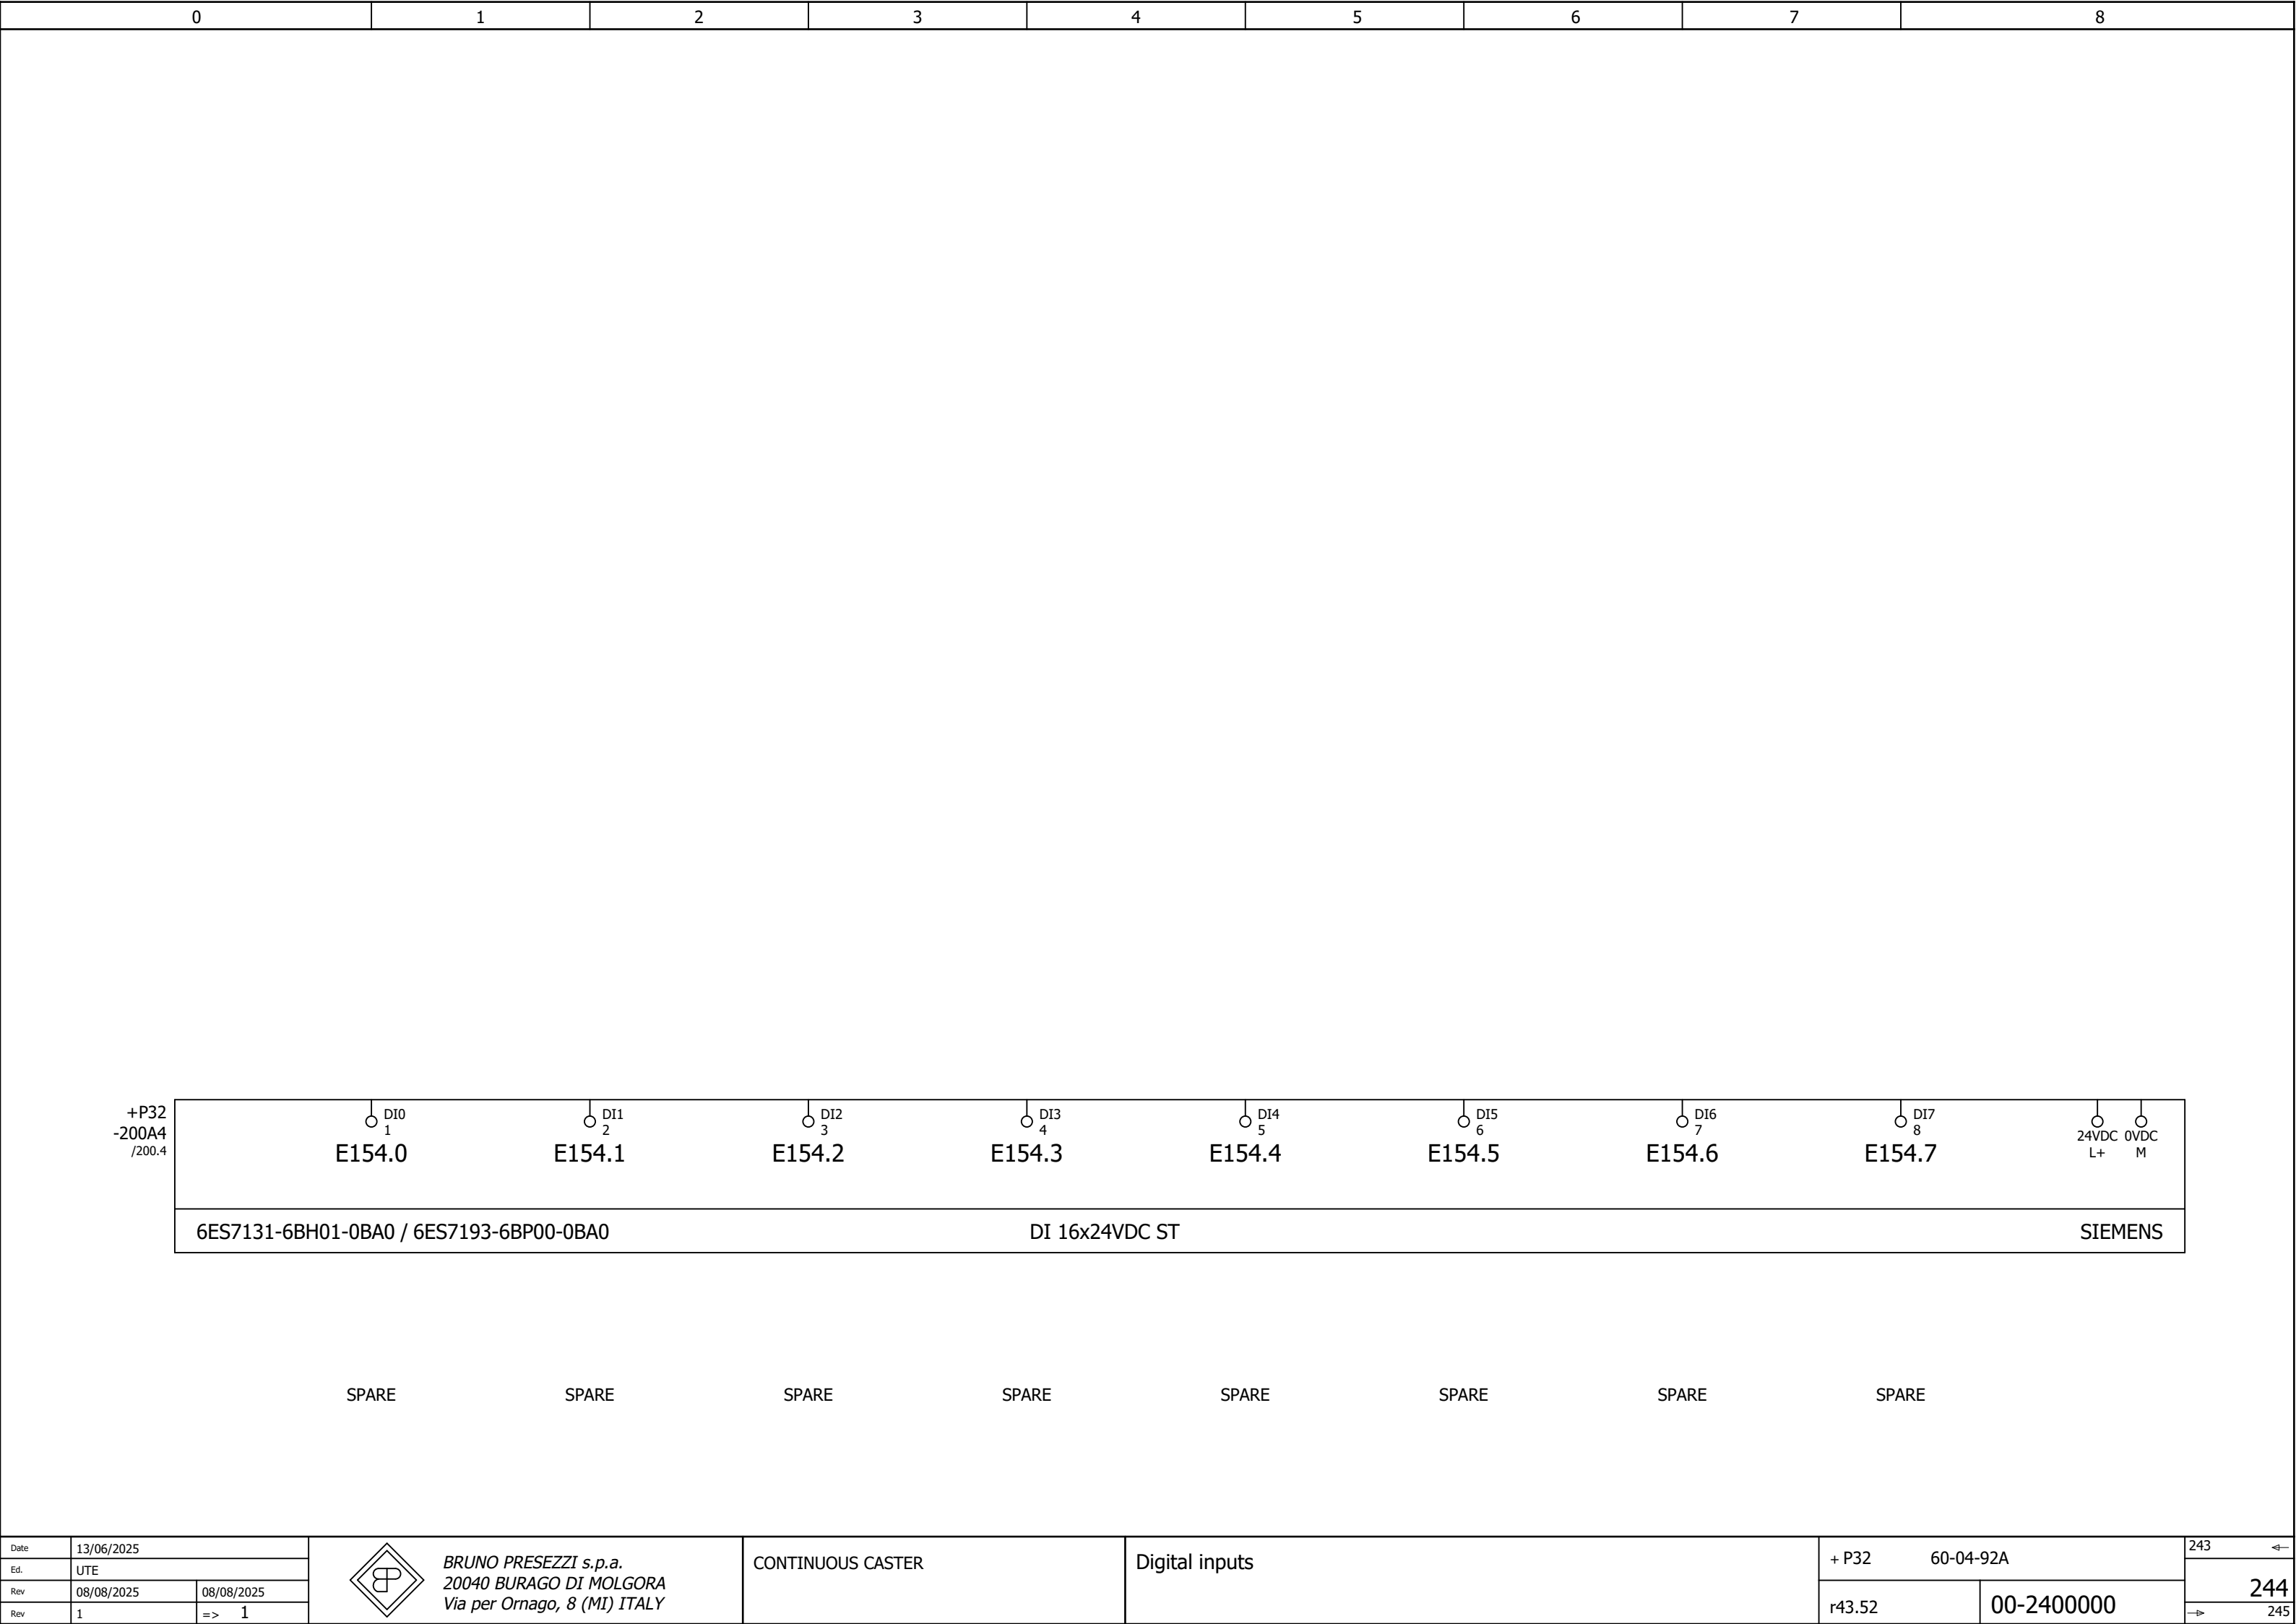 0 1 2 3 4 5 6 7 8
+P32
-200A4
/200.4
DI0 DI1 DI2 DI3 DI4 DI5 DI6 DI7
1 2 3 4 5 6 7 8
24VDC 0VDC
L+ M
E154.0 E154.1 E154.2 E154.3 E154.4 E154.5 E154.6 E154.7
6ES7131-6BH01-0BA0 / 6ES7193-6BP00-0BA0 DI 16x24VDC ST SIEMENS
SPARE SPARE SPARE SPARE SPARE SPARE SPARE SPARE
Date 13/06/2025
Ed. UTE
Rev 08/08/2025 08/08/2025
Rev 1 => 1
BRUNO PRESEZZI s.p.a.
20040 BURAGO DI MOLGORA
Via per Ornago, 8 (MI) ITALY
CONTINUOUS CASTER
Digital inputs
+ P32 60-04-92A
r43.52 00-2400000
243
244
245